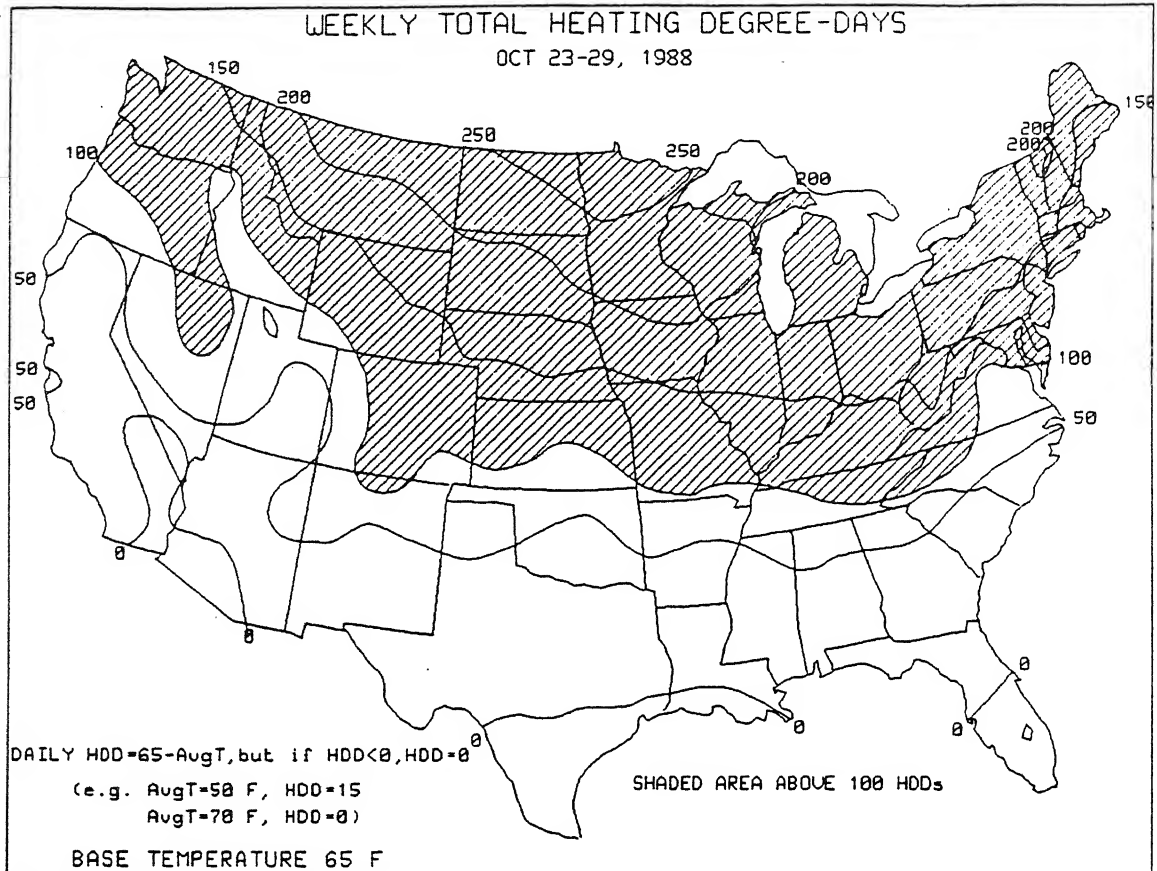 WEEKLY TOTAL HEATING DEGREE-DAYS
OCT 23-29, 1988
150
200
100
250
250
200
200
200
150
50
50
50
100
50
0
0
0
0
0
0
DAILY HDD=65-AvgT,but if HDD<0,HDD=0
(e.g. AvgT=50 F, HDD=15
AvgT=70 F, HDD=0)
SHADED AREA ABOVE 100 HDDs
BASE TEMPERATURE 65 F